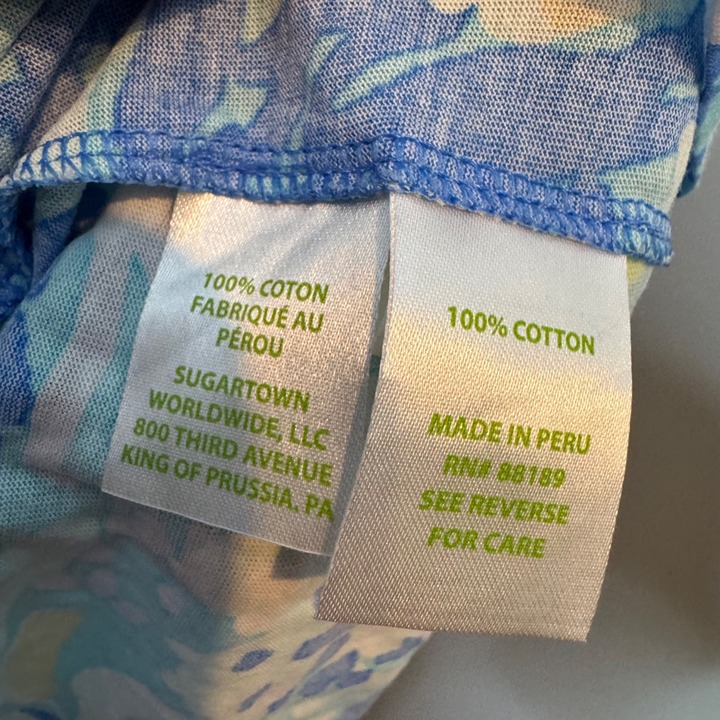 100% COTON
FABRIQUÉ AU
PÉROU
SUGARTOWN
WORLDWIDE, LLC
800 THIRD AVENUE
KING OF PRUSSIA, PA
100% COTTON
MADE IN PERU
RN# 88189
SEE REVERSE
FOR CARE